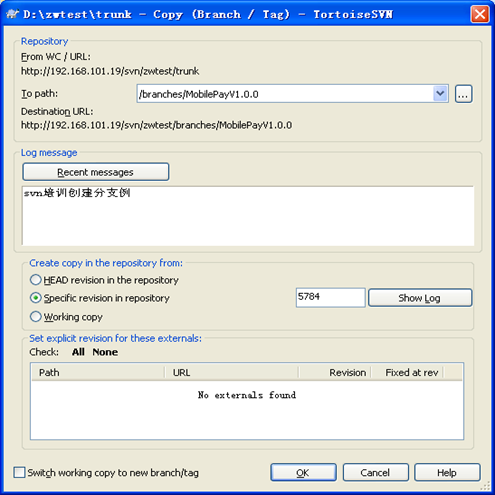 D:\zwtest\trunk - Copy (Branch / Tag) - TortoiseSVN
Repository
From WC / URL:
http://192.168.101.19/svn/zwtest/trunk
To path:
/branches/MobilePayV1.0.0
...
Destination URL:
http://192.168.101.19/svn/zwtest/branches/MobilePayV1.0.0
Log message
Recent messages
svn培训创建分支例
Create copy in the repository from:
HEAD revision in the repository
Specific revision in repository
5784
Show Log
Working copy
Set explicit revision for these externals:
Check: All None
Path URL Revision Fixed at rev
No externals found
Switch working copy to new branch/tag
OK Cancel Help